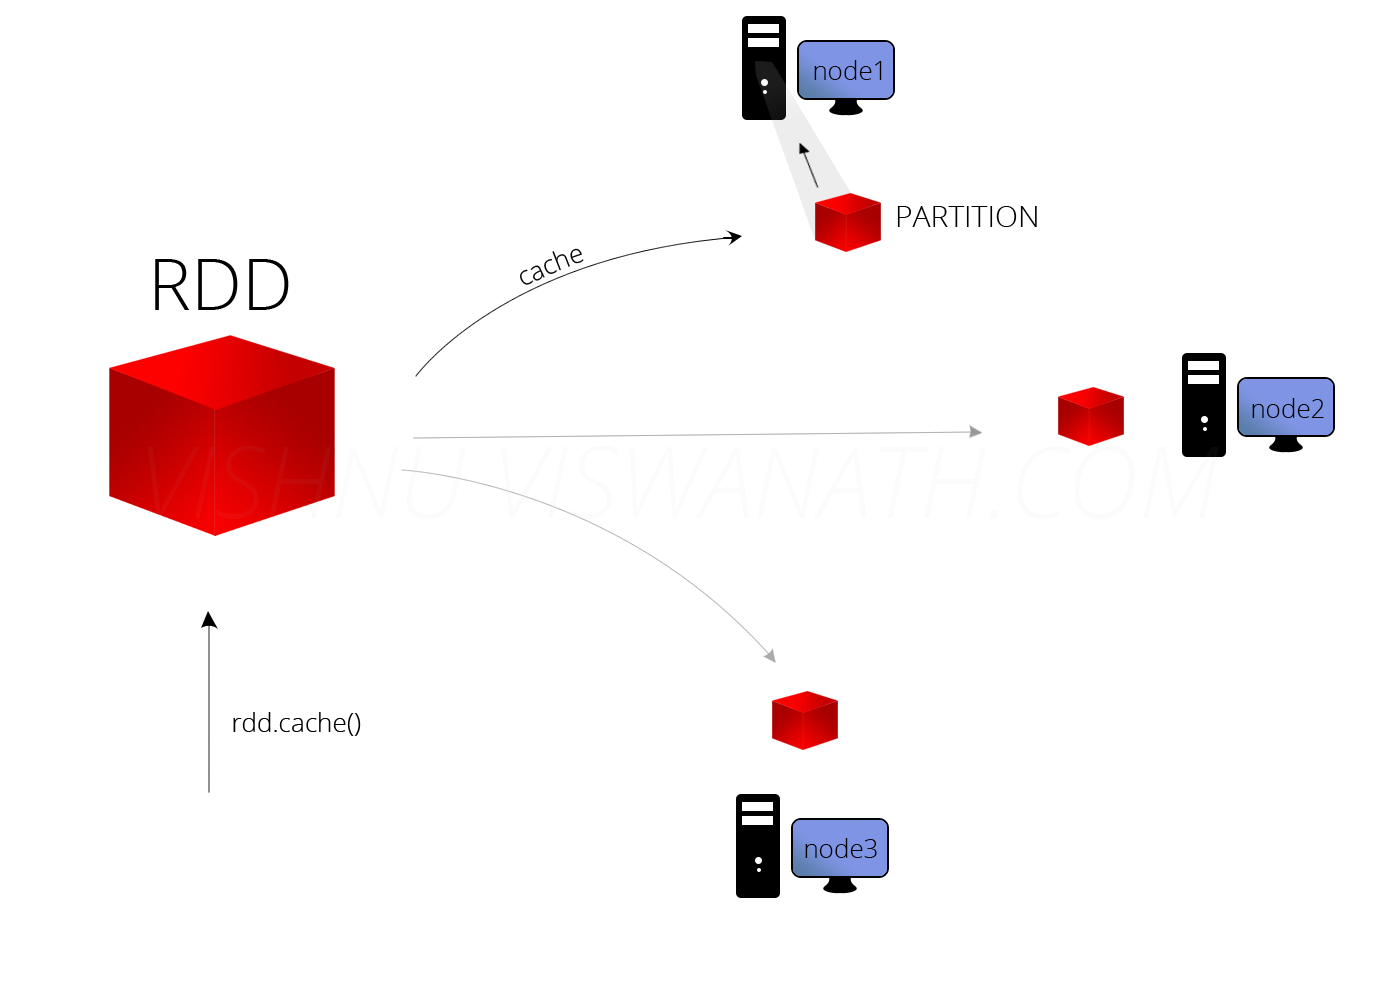 node1
PARTITION
cache
RDD
node2
VISHNU VISWANATH.COM
rdd.cache()
node3